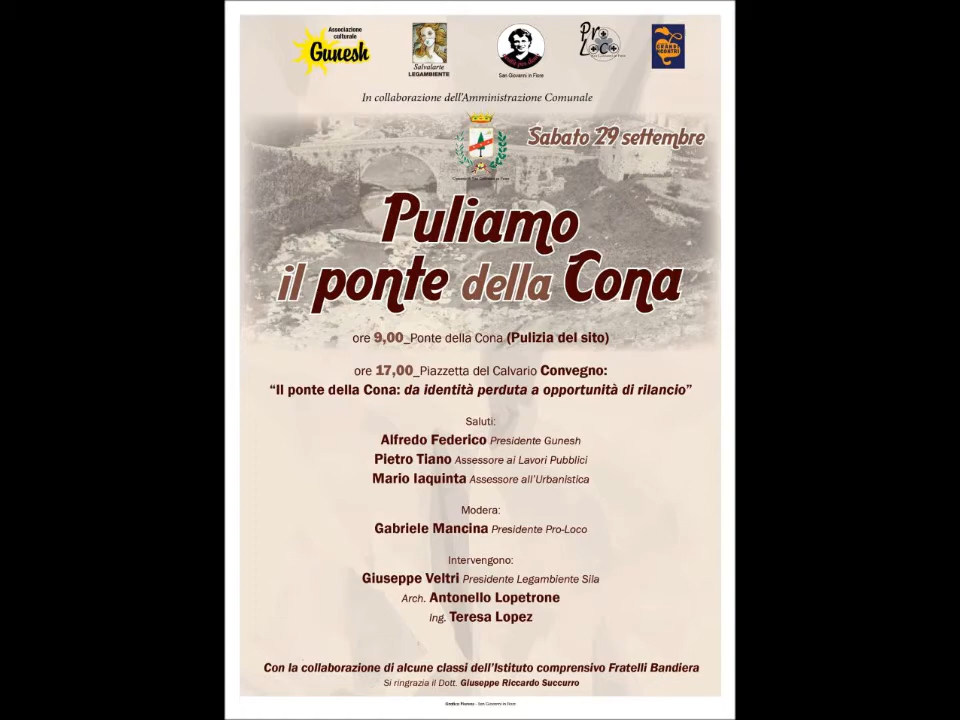 Associazione
culturale
Gunesh
Salvalarte
LEGAMBIENTE
San Giovanni in Fiore
Pro
Loco
In collaborazione dell'Amministrazione Comunale
Sabato 29 settembre
Puliamo
il ponte della Cona
ore 9,00_Ponte della Cona (Pulizia del sito)
ore 17,00_Piazzetta del Calvario Convegno:
“Il ponte della Cona: da identità perduta a opportunità di rilancio”
Saluti:
Alfredo Federico Presidente Gunesh
Pietro Tiano Assessore ai Lavori Pubblici
Mario Iaquinta Assessore all'Urbanistica
Modera:
Gabriele Mancina Presidente Pro-Loco
Intervengono:
Giuseppe Veltri Presidente Legambiente Sila
Arch. Antonello Lopetrone
Ing. Teresa Lopez
Con la collaborazione di alcune classi dell'Istituto comprensivo Fratelli Bandiera
Si ringrazia il Dott. Giuseppe Riccardo Succurro
San Giovanni in Fiore